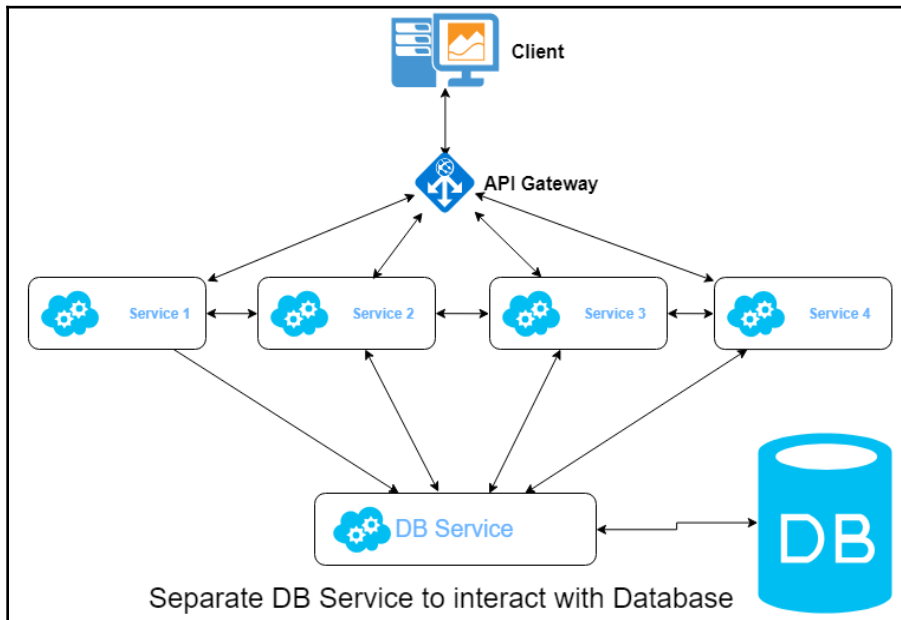 Client
API Gateway
Service 1
Service 2
Service 3
Service 4
DB Service
DB
Separate DB Service to interact with Database